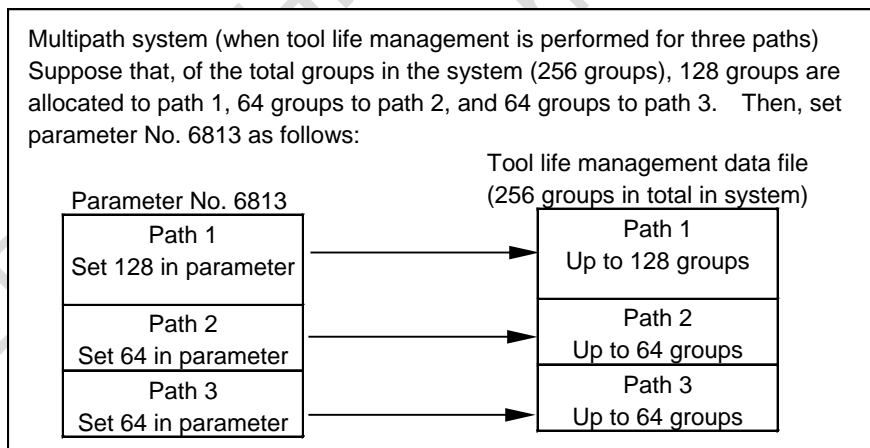 Multipath system (when tool life management is performed for three paths)
Suppose that, of the total groups in the system (256 groups), 128 groups are
allocated to path 1, 64 groups to path 2, and 64 groups to path 3. Then, set
parameter No. 6813 as follows:
Parameter No. 6813
Path 1
Set 128 in parameter
Path 2
Set 64 in parameter
Path 3
Set 64 in parameter
Tool life management data file
(256 groups in total in system)
Path 1
Up to 128 groups
Path 2
Up to 64 groups
Path 3
Up to 64 groups